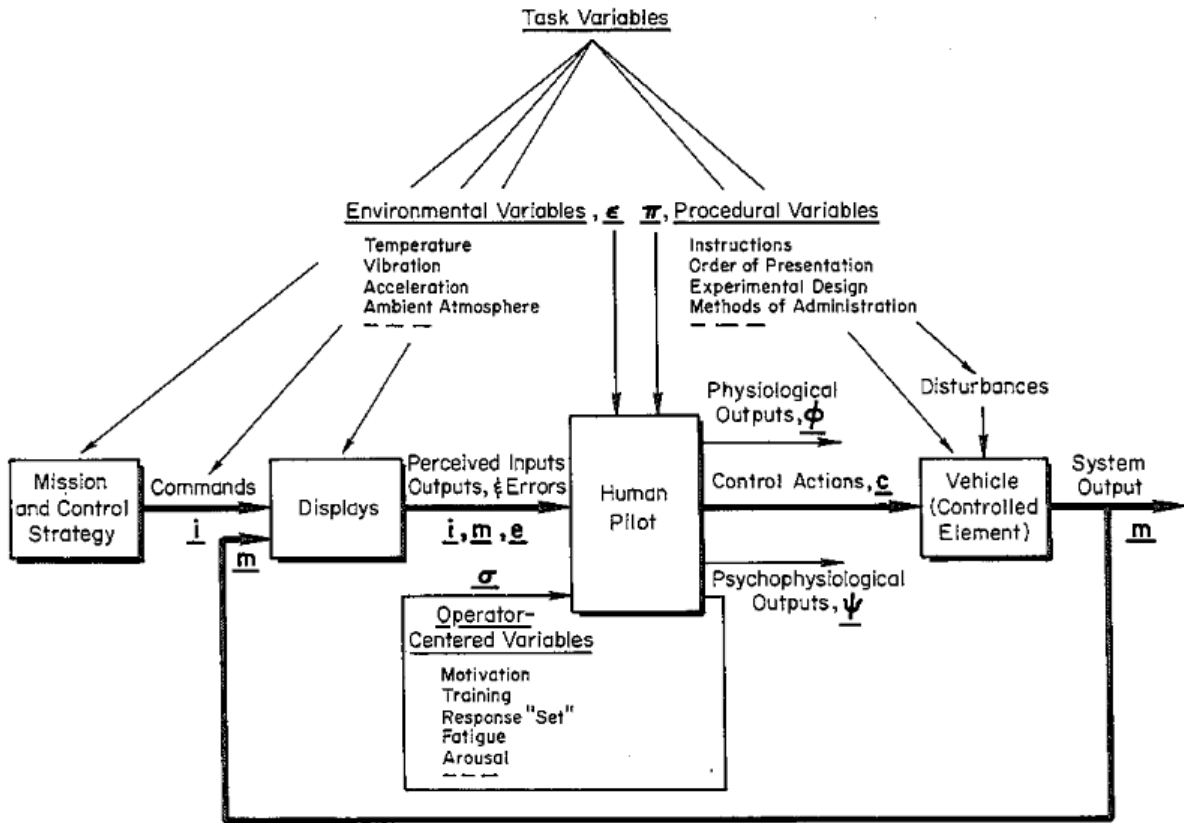 Task Variables
Environmental Variables, ϵ π, Procedural Variables
Temperature
Vibration
Acceleration
Ambient Atmosphere
Instructions
Order of Presentation
Experimental Design
Methods of Administration
Physiological
Outputs, ϕ
Disturbances
Mission
and Control
Strategy
Commands
i
m
Displays
Perceived Inputs
Outputs, & Errors
i, m, e
Human
Pilot
Control Actions, c
Vehicle
(Controlled
Element)
System
Output
m
σ
Operator-
Centered Variables
Motivation
Training
Response "Set"
Fatigue
Arousal
Psychophysiological
Outputs, ψ